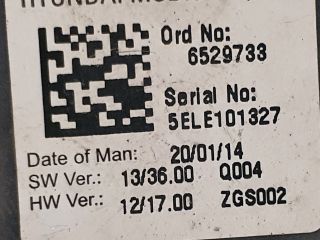 Ord No:
6529733
Serial No:
5ELE101327
Date of Man: 20/01/14
SW Ver.: 13/36.00 Q004
HW Ver.: 12/17.00 ZGS002